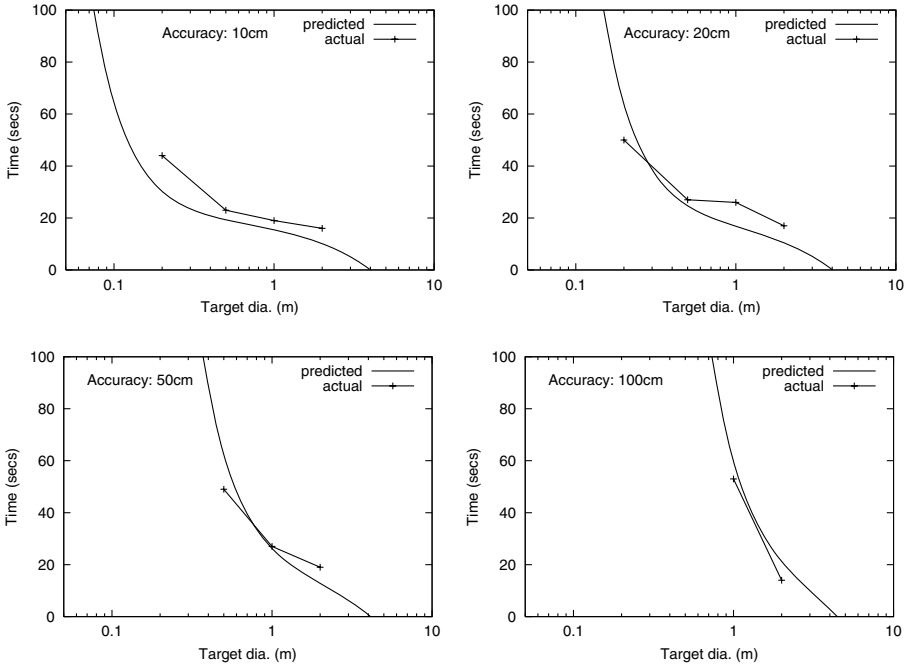 Accuracy: 10cm
predicted
actual
100
80
60
40
20
0
Time (secs)
0.1
1
10
Target dia. (m)
Accuracy: 20cm
predicted
actual
100
80
60
40
20
0
Time (secs)
0.1
1
10
Target dia. (m)
Accuracy: 50cm
predicted
actual
100
80
60
40
20
0
Time (secs)
0.1
1
10
Target dia. (m)
Accuracy: 100cm
predicted
actual
100
80
60
40
20
0
Time (secs)
0.1
1
10
Target dia. (m)